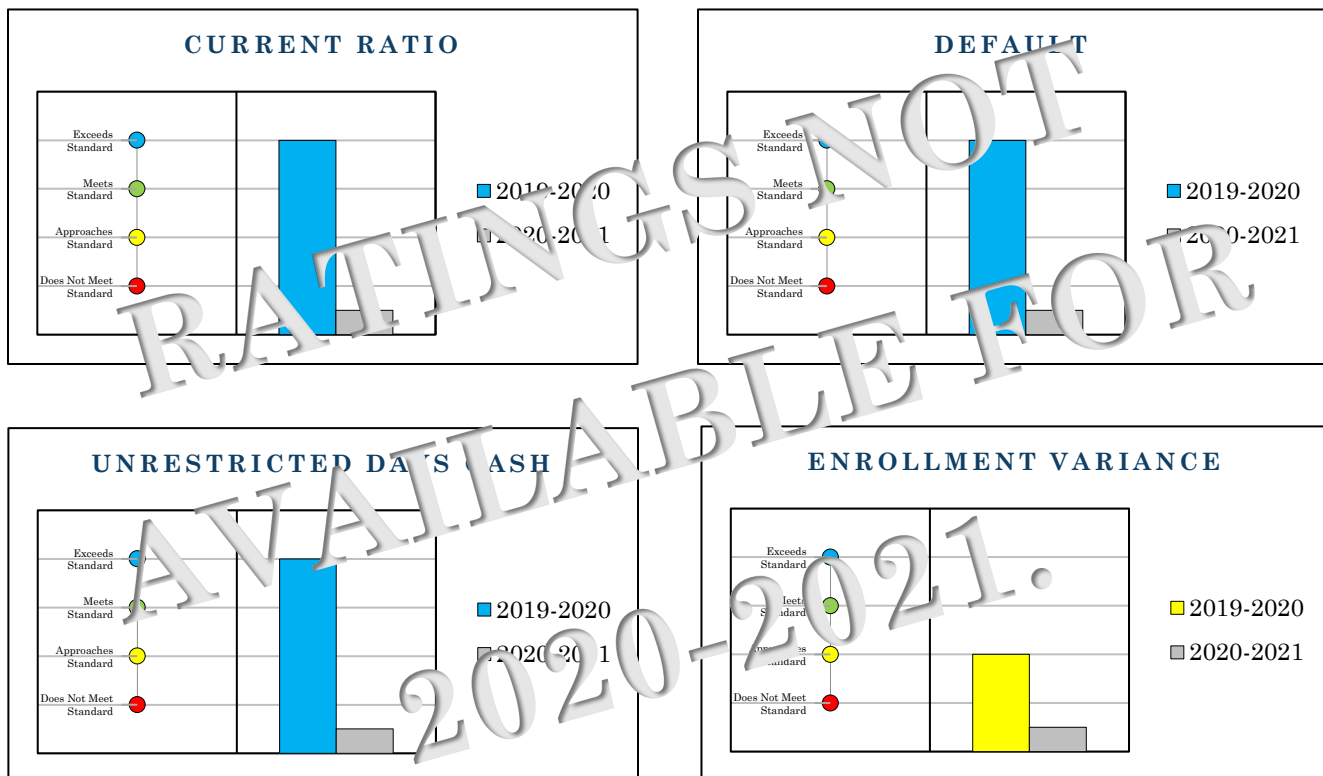 CURRENT RATIO
Exceeds
Standard
Meets
Standard
Approaches
Standard
Does Not Meet
Standard
2019-2020
2020-2021
DEFAULT
Exceeds
Standard
Meets
Standard
Approaches
Standard
Does Not Meet
Standard
2019-2020
2020-2021
UNRESTRICTED DAYS CASH
Exceeds
Standard
Meets
Standard
Approaches
Standard
Does Not Meet
Standard
2019-2020
2020-2021
ENROLLMENT VARIANCE
Exceeds
Standard
Meets
Standard
Approaches
Standard
Does Not Meet
Standard
2019-2020
2020-2021
RATINGS NOT
AVAILABLE FOR
2020-2021.